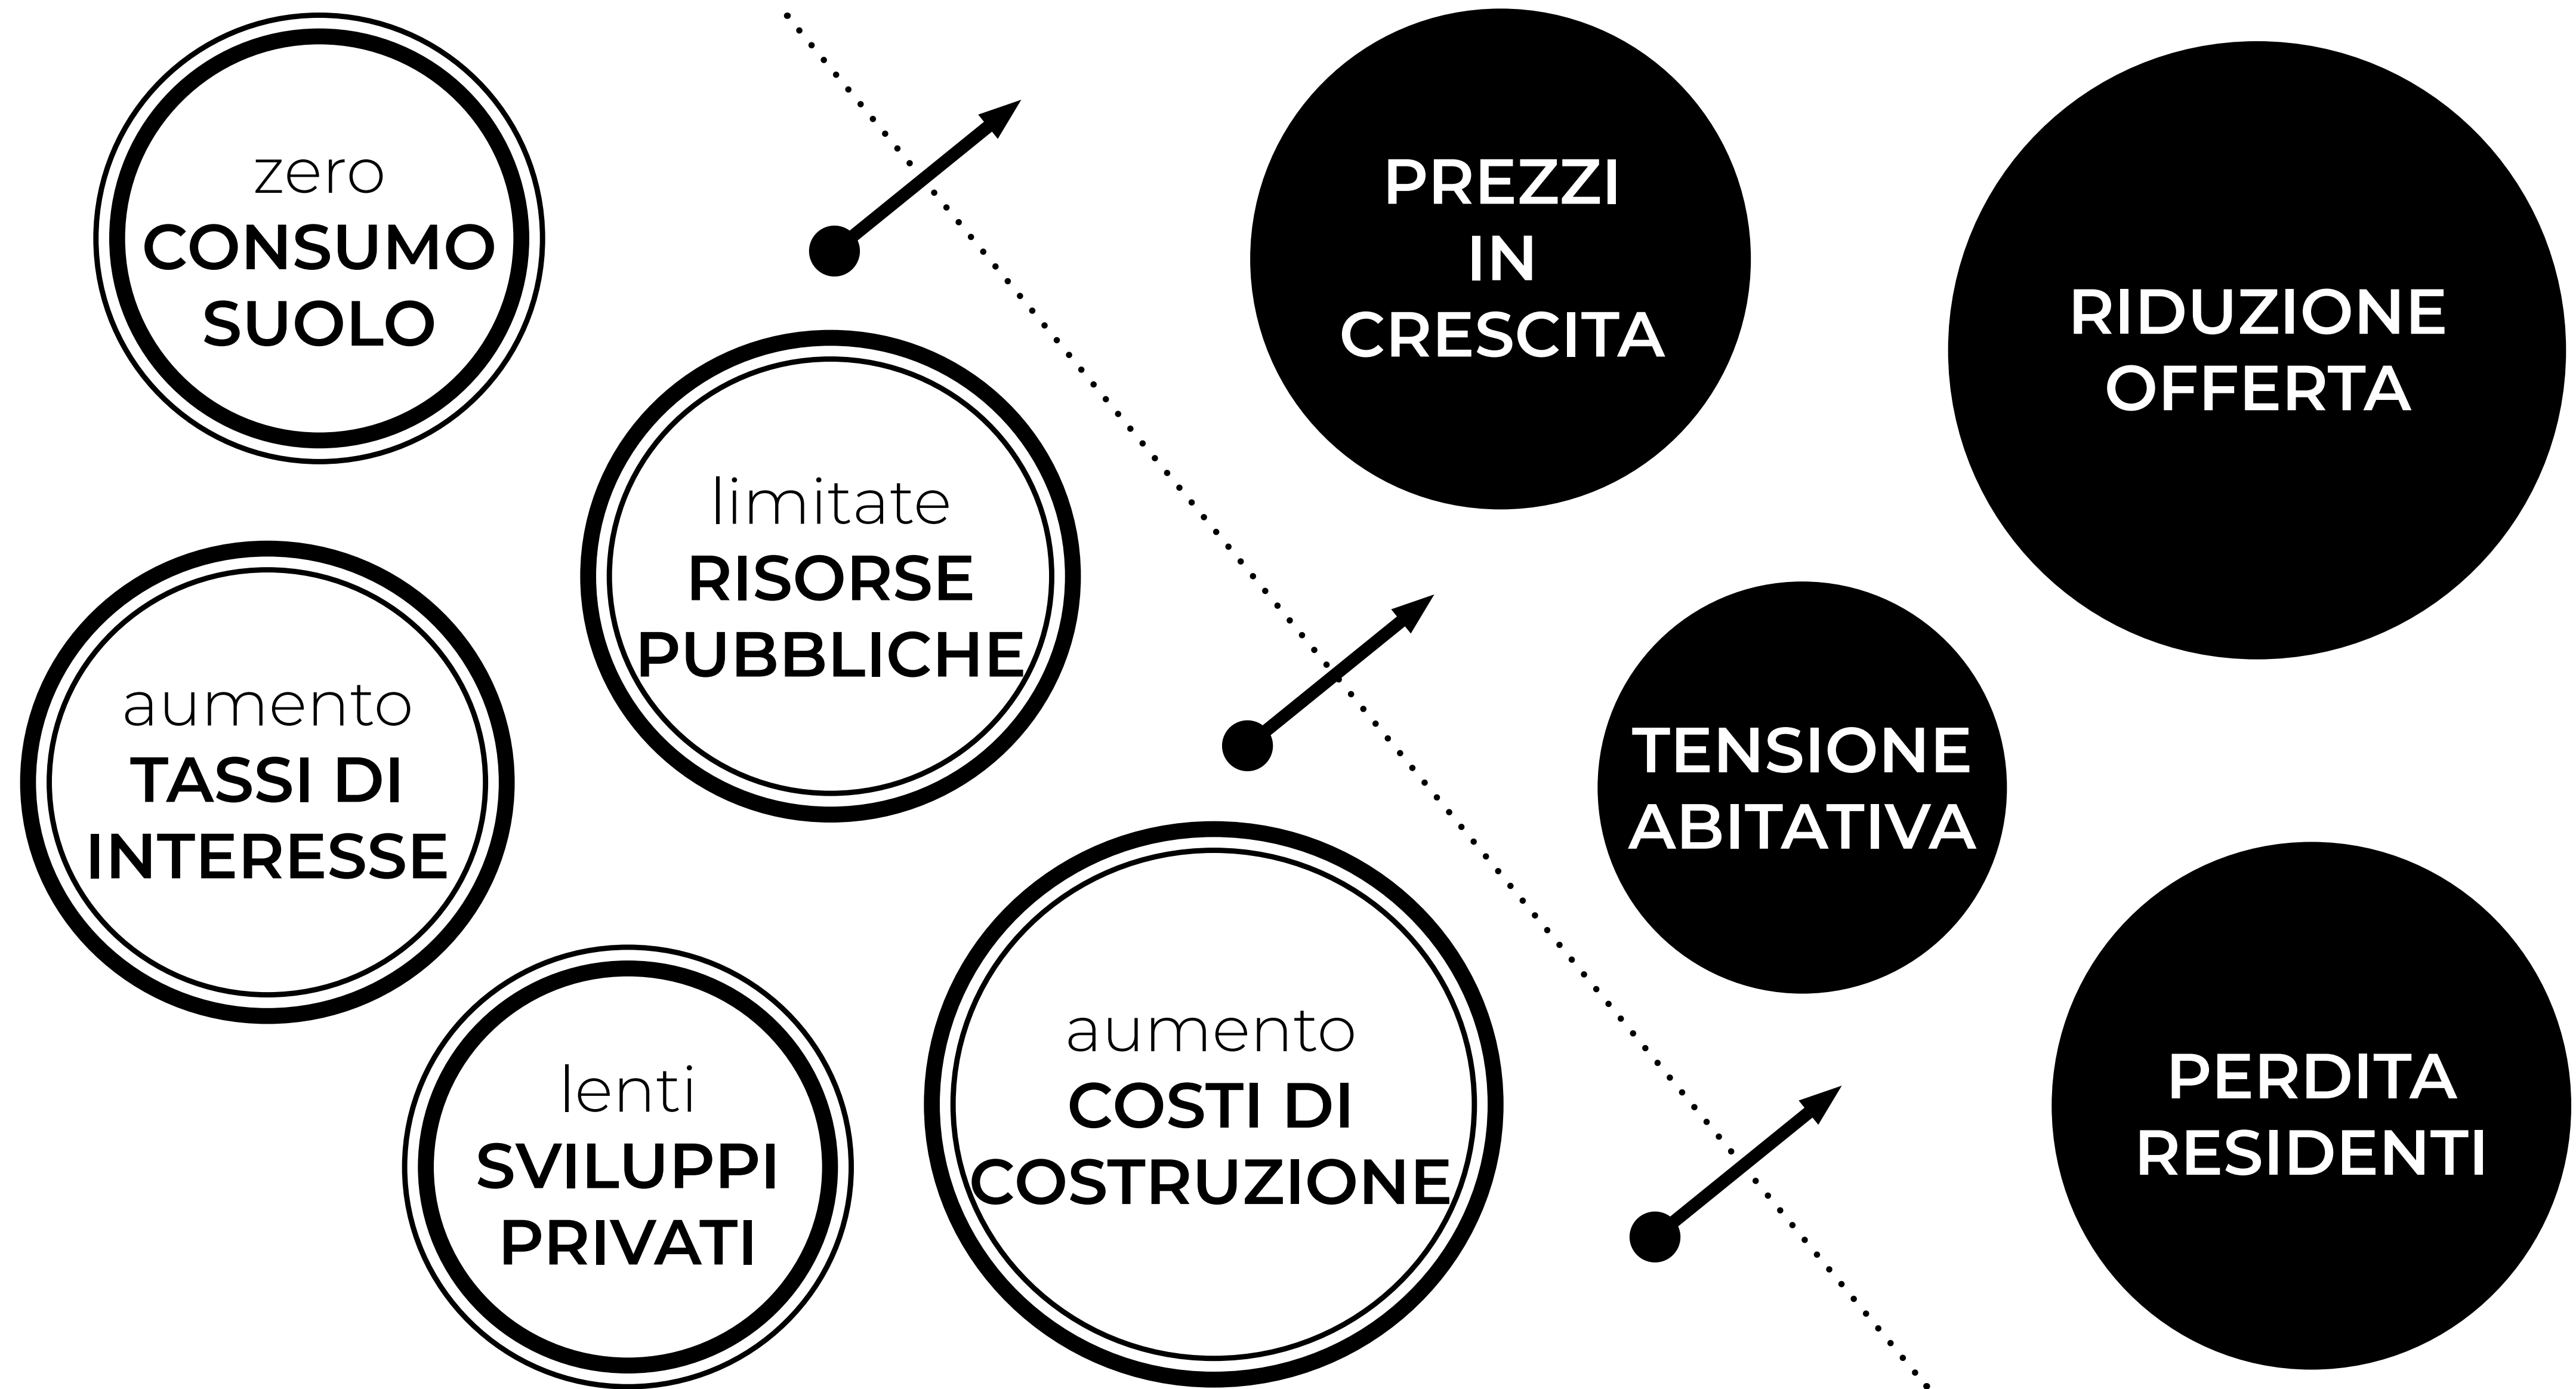 zero
CONSUMO
SUOLO
limitate
RISORSE
PUBBLICHE
aumento
TASSI DI
INTERESSE
lenti
SVILUPPI
PRIVATI
aumento
COSTI DI
COSTRUZIONE
PREZZI
IN
CRESCITA
RIDUZIONE
OFFERTA
TENSIONE
ABITATIVA
PERDITA
RESIDENTI